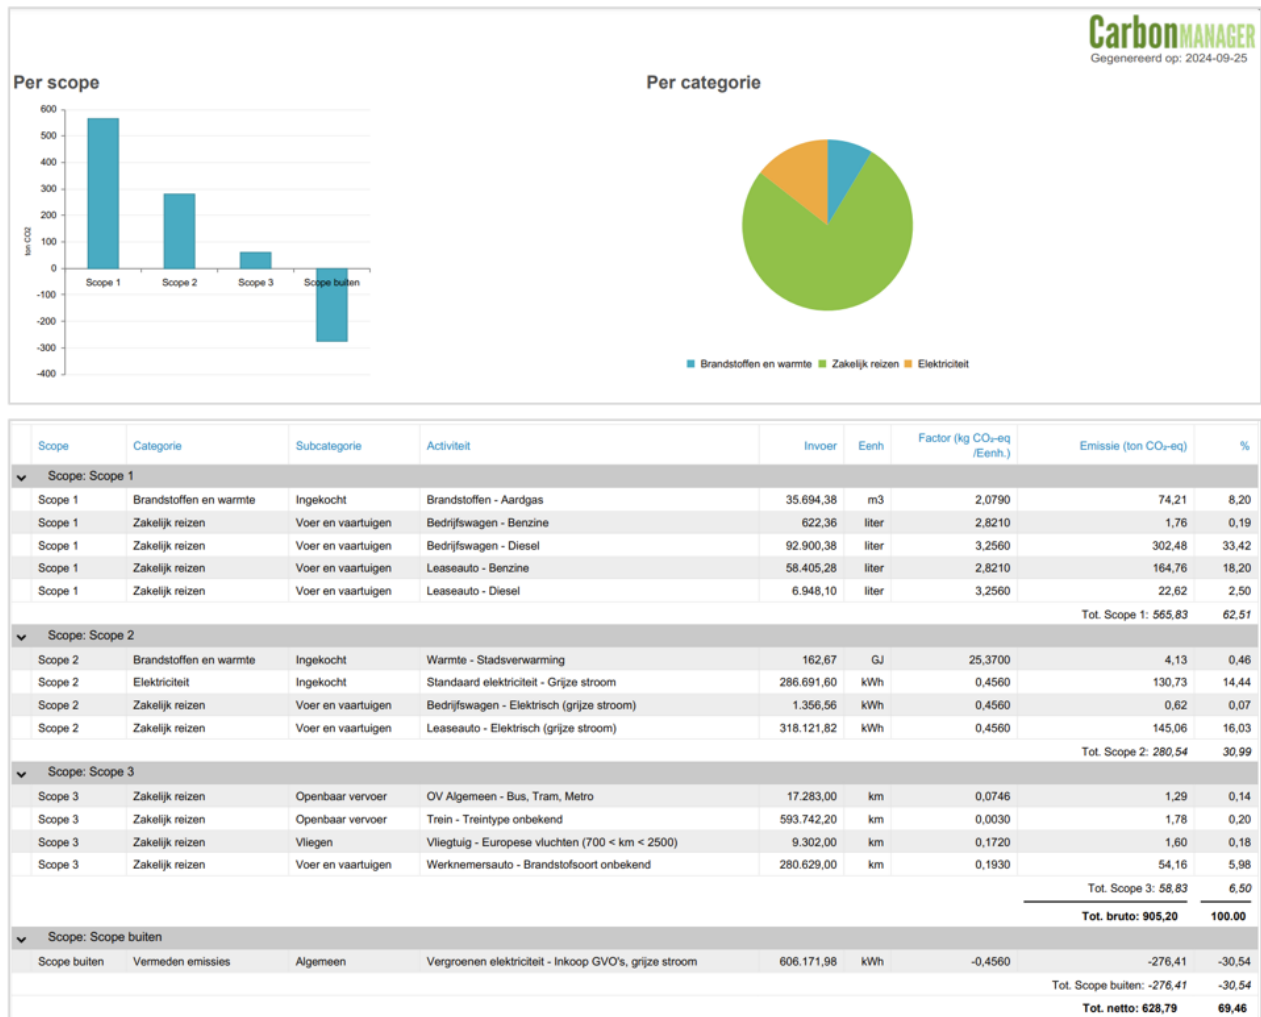 CarbonMANAGER
Gegenereerd op: 2024-09-25
Per scope
Per categorie
600
500
400
300
200
100
0
-100
-200
-300
-400
ton CO2
Scope 1 Scope 2 Scope 3 Scope buiten
Brandstoffen en warmte Zakelijk reizen Elektriciteit
Scope Categorie Subcategorie Activiteit Invoer Eenh Factor (kg CO₂-eq /Eenh.) Emissie (ton CO₂-eq) %
Scope: Scope 1
Scope 1 Brandstoffen en warmte Ingekocht Brandstoffen - Aardgas 35.694,38 m3 2,0790 74,21 8,20
Scope 1 Zakelijk reizen Voer en vaartuigen Bedrijfswagen - Benzine 622,36 liter 2,8210 1,76 0,19
Scope 1 Zakelijk reizen Voer en vaartuigen Bedrijfswagen - Diesel 92.900,38 liter 3,2560 302,48 33,42
Scope 1 Zakelijk reizen Voer en vaartuigen Leaseauto - Benzine 58.405,28 liter 2,8210 164,76 18,20
Scope 1 Zakelijk reizen Voer en vaartuigen Leaseauto - Diesel 6.948,10 liter 3,2560 22,62 2,50
Tot. Scope 1: 565,83 62,51
Scope: Scope 2
Scope 2 Brandstoffen en warmte Ingekocht Warmte - Stadsverwarming 162,67 GJ 25,3700 4,13 0,46
Scope 2 Elektriciteit Ingekocht Standaard elektriciteit - Grijze stroom 286.691,60 kWh 0,4560 130,73 14,44
Scope 2 Zakelijk reizen Voer en vaartuigen Bedrijfswagen - Elektrisch (grijze stroom) 1.356,56 kWh 0,4560 0,62 0,07
Scope 2 Zakelijk reizen Voer en vaartuigen Leaseauto - Elektrisch (grijze stroom) 318.121,82 kWh 0,4560 145,06 16,03
Tot. Scope 2: 280,54 30,99
Scope: Scope 3
Scope 3 Zakelijk reizen Openbaar vervoer OV Algemeen - Bus, Tram, Metro 17.283,00 km 0,0746 1,29 0,14
Scope 3 Zakelijk reizen Openbaar vervoer Trein - Treintype onbekend 593.742,20 km 0,0030 1,78 0,20
Scope 3 Zakelijk reizen Vliegen Vliegtuig - Europese vluchten (700 < km < 2500) 9.302,00 km 0,1720 1,60 0,18
Scope 3 Zakelijk reizen Voer en vaartuigen Werknemersauto - Brandstofsoort onbekend 280.629,00 km 0,1930 54,16 5,98
Tot. Scope 3: 58,83 6,50
Tot. bruto: 905,20 100.00
Scope: Scope buiten
Scope buiten Vermeden emissies Algemeen Vergroenen elektriciteit - Inkoop GVO's, grijze stroom 606.171,98 kWh -0,4560 -276,41 -30,54
Tot. Scope buiten: -276,41 -30,54
Tot. netto: 628,79 69,46